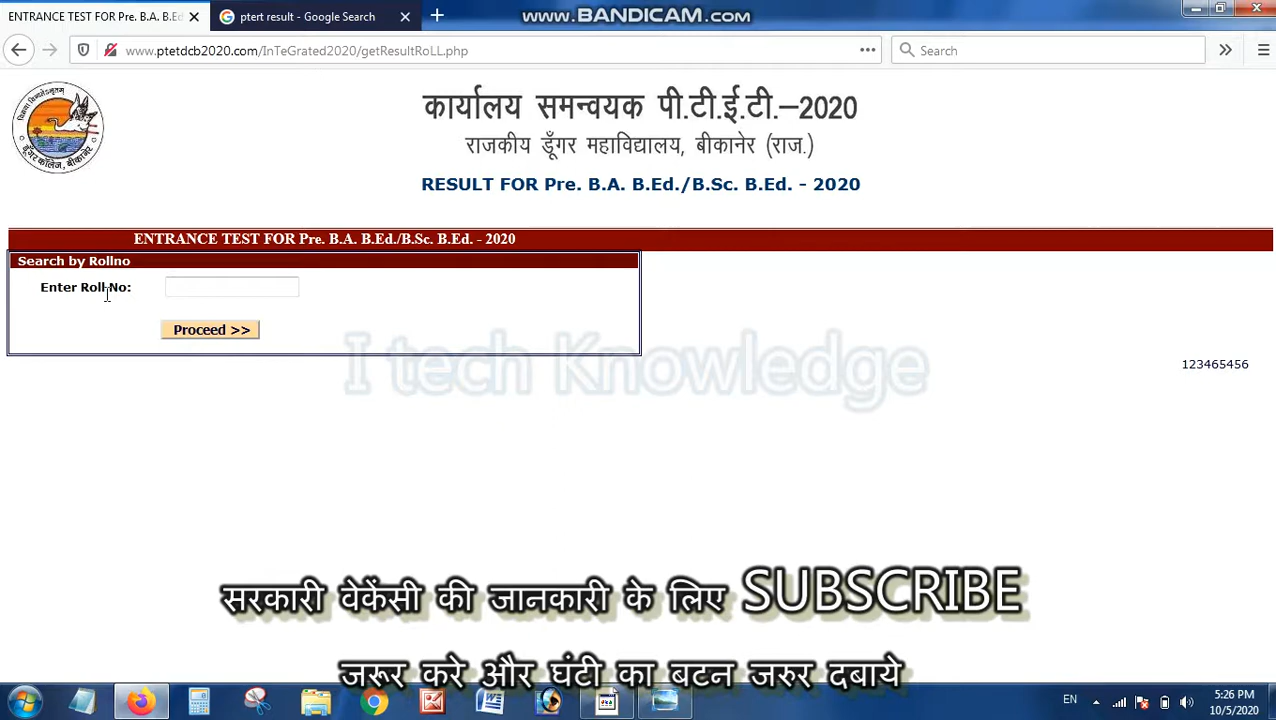 ENTRANCE TEST FOR Pre. B.A. B.Ed
ptert result - Google Search
www.BANDICAM.com
www.ptetdcb2020.com/InTeGrated2020/getResultRoLL.php
Search
कार्यालय समन्वयक पी.टी.ई.टी.–2020
राजकीय डूँगर महाविद्यालय, बीकानेर (राज.)
RESULT FOR Pre. B.A. B.Ed./B.Sc. B.Ed. - 2020
ENTRANCE TEST FOR Pre. B.A. B.Ed./B.Sc. B.Ed. - 2020
Search by Rollno
Enter Roll No:
Proceed >>
I tech Knowledge
123465456
सरकारी वेकेंसी की जानकारी के लिए SUBSCRIBE
जरूर करे और घंटी का बटन जरुर दबाये
EN
5:26 PM
10/5/2020